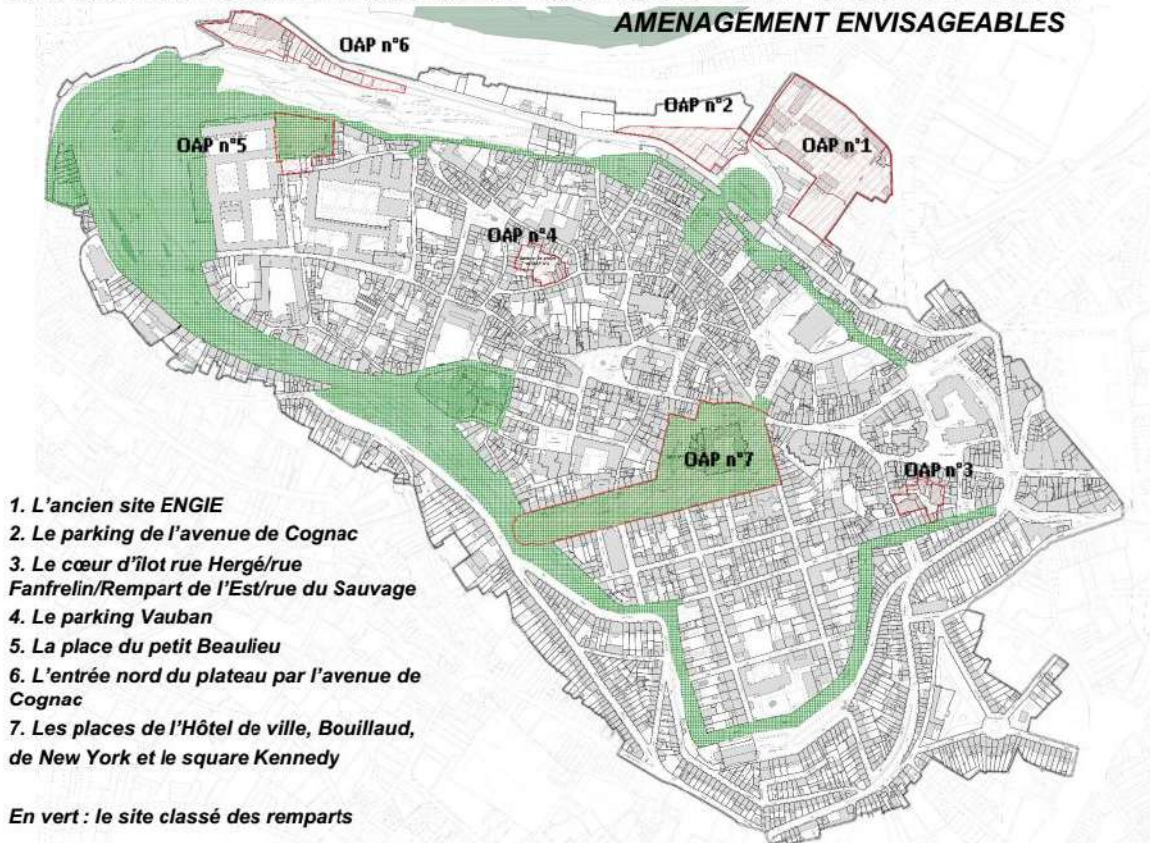 AMENAGEMENT ENVISAGEABLES
OAP n°6
OAP n°2
OAP n°1
OAP n°5
OAP n°4
OAP n°7
OAP n°3
1. L'ancien site ENGIE
2. Le parking de l'avenue de Cognac
3. Le cœur d'îlot rue Hergé/rue
Fanfrelin/Rempart de l'Est/rue du Sauvage
4. Le parking Vauban
5. La place du petit Beaulieu
6. L'entrée nord du plateau par l'avenue de
Cognac
7. Les places de l'Hôtel de ville, Bouillaud,
de New York et le square Kennedy
En vert : le site classé des remparts